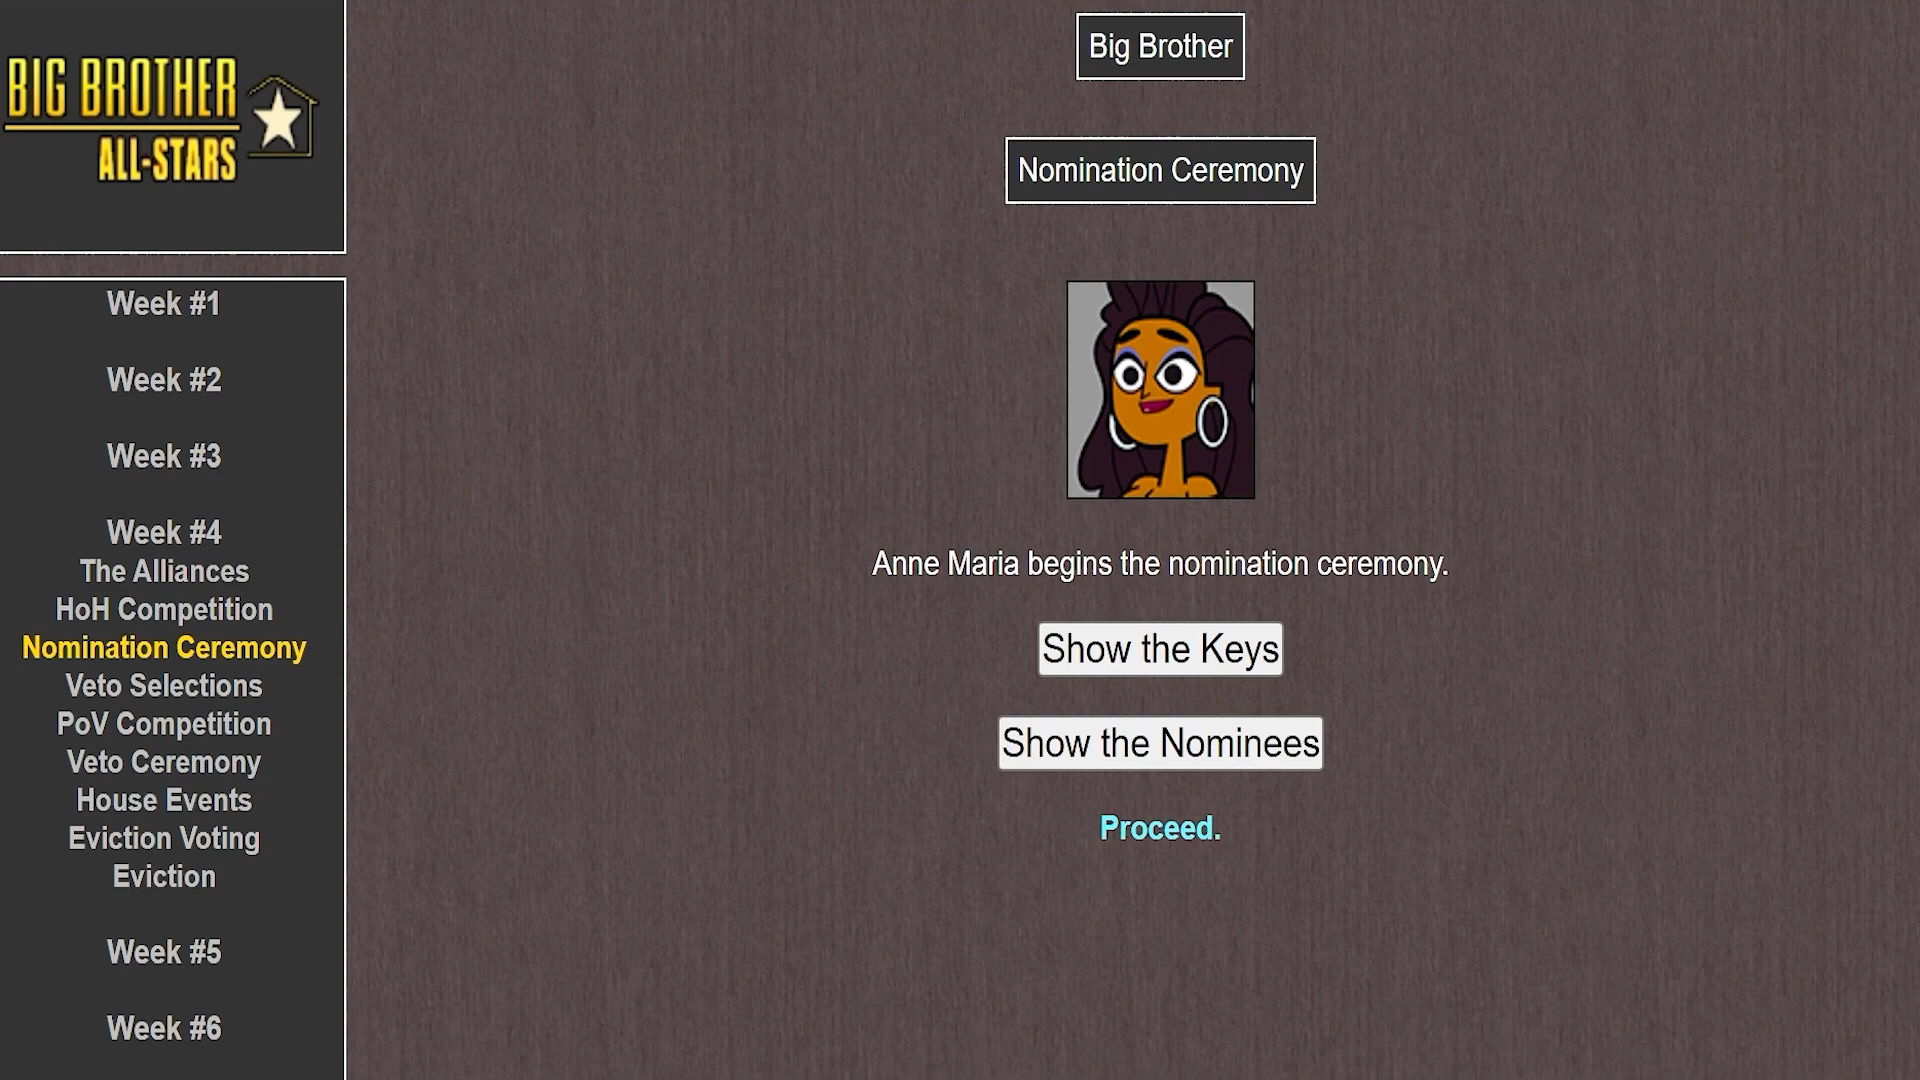 BIG BROTHER
ALL-STARS
Week #1
Week #2
Week #3
Week #4
The Alliances
HoH Competition
Nomination Ceremony
Veto Selections
PoV Competition
Veto Ceremony
House Events
Eviction Voting
Eviction
Week #5
Week #6
Big Brother
Nomination Ceremony
Anne Maria begins the nomination ceremony.
Show the Keys
Show the Nominees
Proceed.